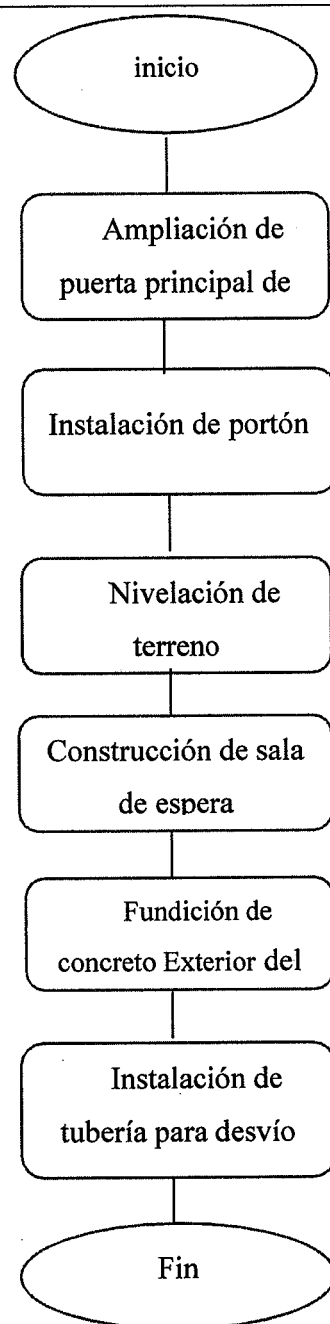 inicio
Ampliación de
puerta principal de
Instalación de portón
Nivelación de
terreno
Construcción de sala
de espera
Fundición de
concreto Exterior del
Instalación de
tubería para desvío
Fin